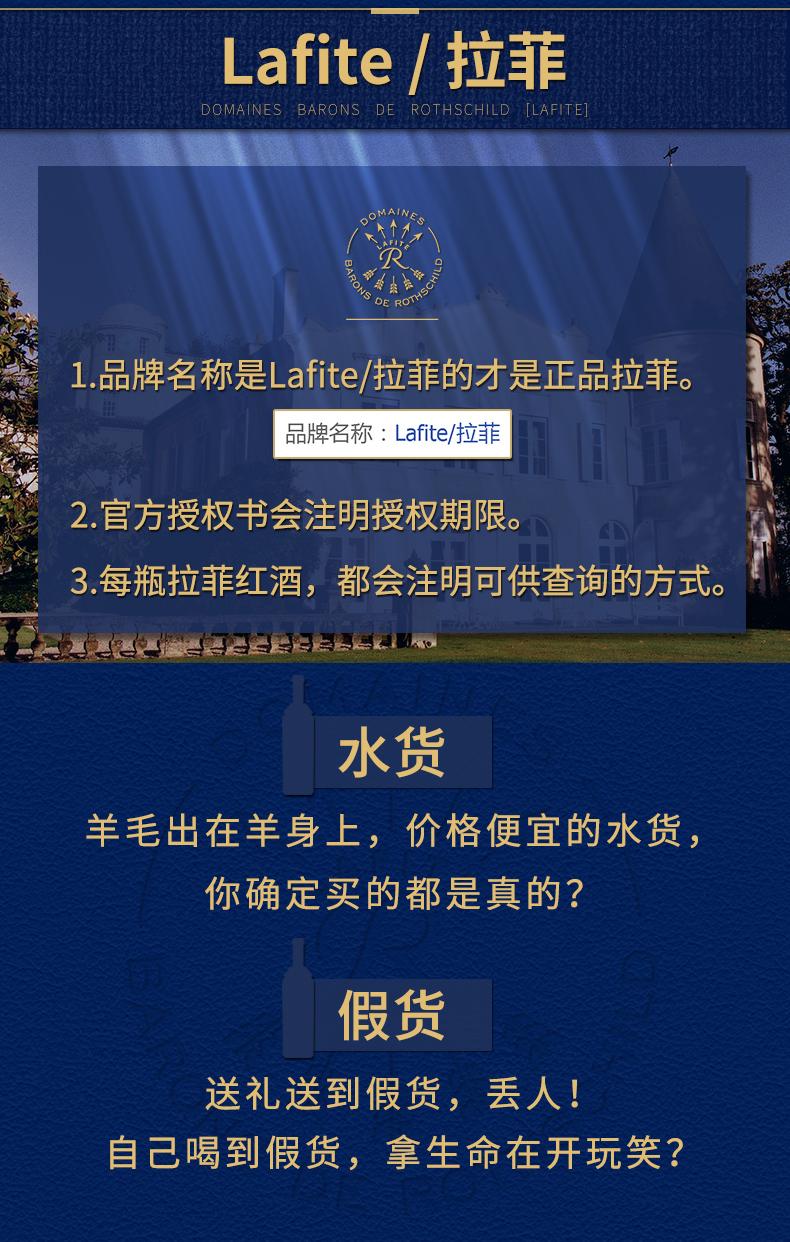 Lafite / 拉菲
DOMAINES BARONS DE ROTHSCHILD [LAFITE]
DOMAINES
LAFITE
R
BARONS DE ROTHSCHILD
1.品牌名称是Lafite/拉菲的才是正品拉菲。
品牌名称：Lafite/拉菲
2.官方授权书会注明授权期限。
3.每瓶拉菲红酒，都会注明可供查询的方式。
水货
羊毛出在羊身上，价格便宜的水货，
你确定买的都是真的？
假货
送礼送到假货，丢人！
自己喝到假货，拿生命在开玩笑？